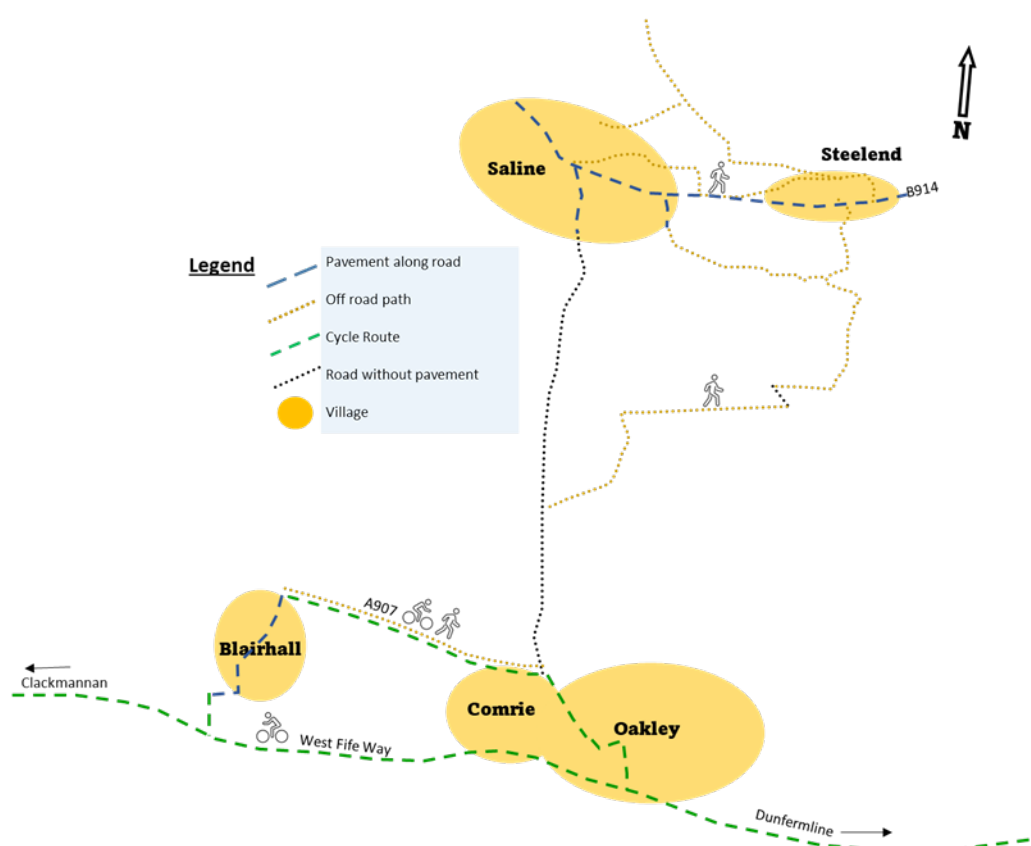 N
Steelend
Saline
B914
Legend
Pavement along road
Off road path
Cycle Route
Road without pavement
Village
A907
Blairhall
Clackmannan
Comrie
Oakley
West Fife Way
Dunfermline